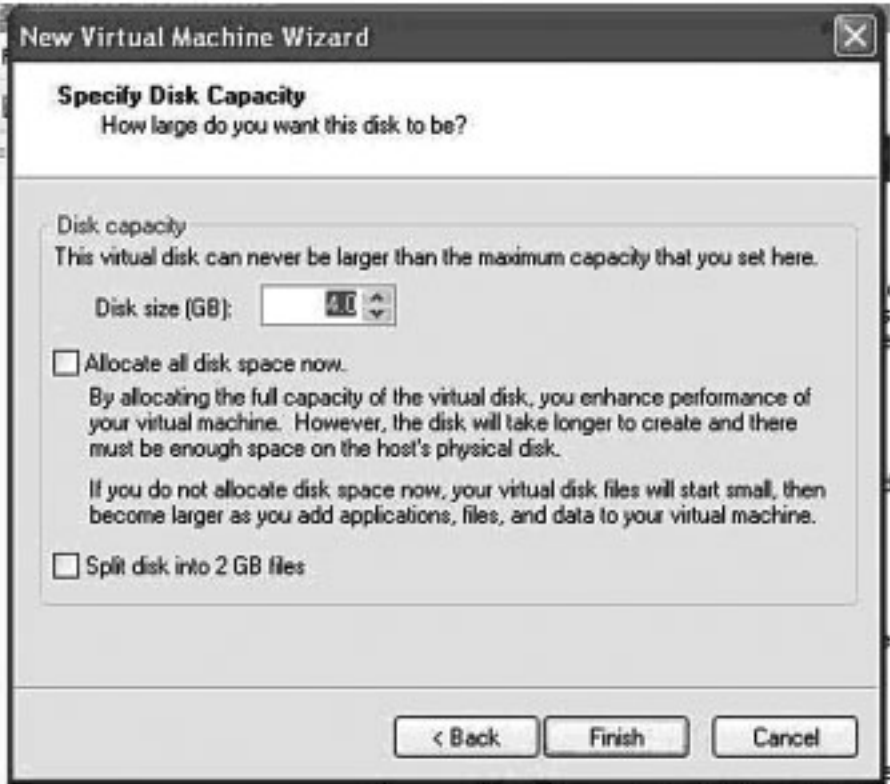 New Virtual Machine Wizard
Specify Disk Capacity
How large do you want this disk to be?
Disk capacity
This virtual disk can never be larger than the maximum capacity that you set here.
Disk size (GB): 4.0
Allocate all disk space now.
By allocating the full capacity of the virtual disk, you enhance performance of
your virtual machine. However, the disk will take longer to create and there
must be enough space on the host's physical disk.
If you do not allocate disk space now, your virtual disk files will start small, then
become larger as you add applications, files, and data to your virtual machine.
Split disk into 2 GB files
< Back Finish Cancel